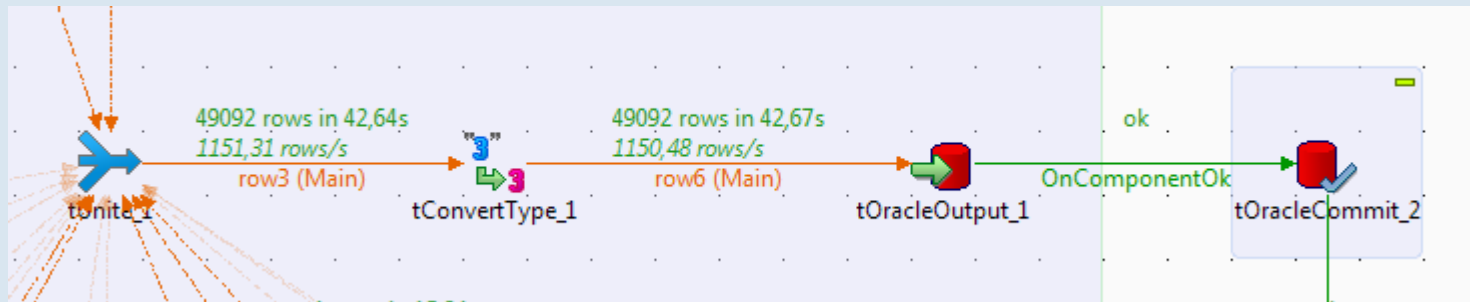 49092 rows in 42,64s
1151,31 rows/s
row3 (Main)
tUnite_1
"3"
3
tConvertType_1
49092 rows in 42,67s
1150,48 rows/s
row6 (Main)
tOracleOutput_1
ok
OnComponentOk
tOracleCommit_2